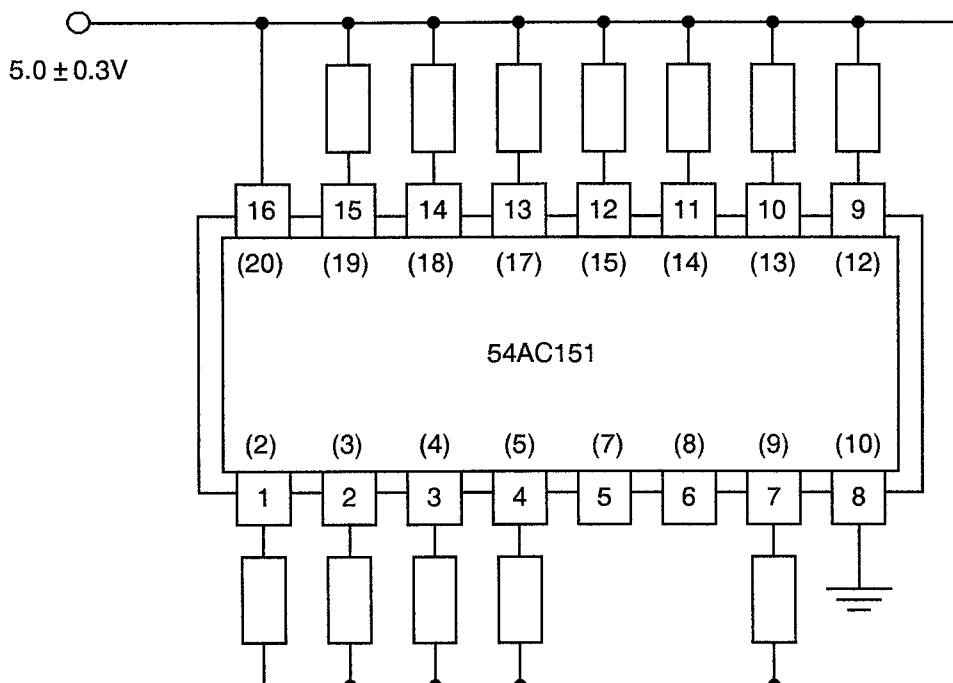 5.0 ± 0.3V
16 15 14 13 12 11 10 9
(20) (19) (18) (17) (15) (14) (13) (12)
54AC151
(2) (3) (4) (5) (7) (8) (9) (10)
1 2 3 4 5 6 7 8